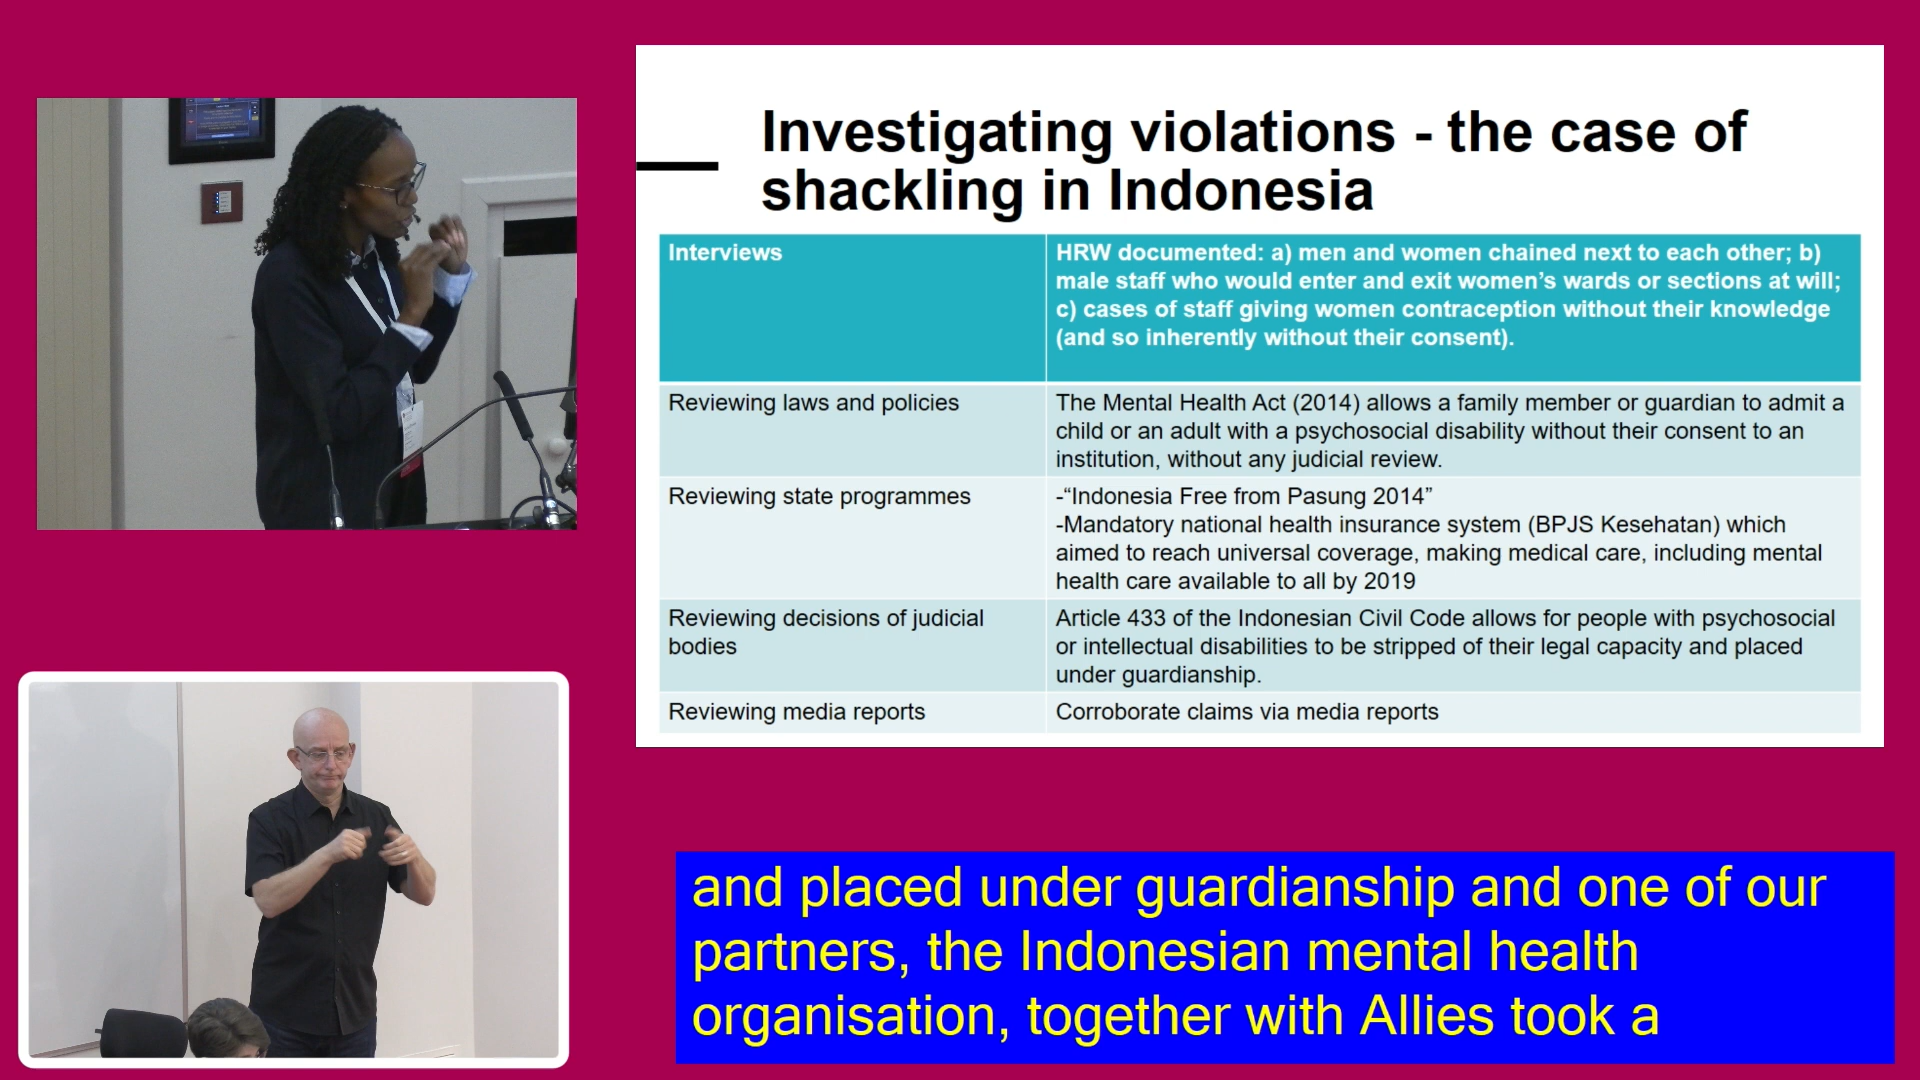 Investigating violations - the case of
shackling in Indonesia
Interviews
HRW documented: a) men and women chained next to each other; b)
male staff who would enter and exit women’s wards or sections at will;
c) cases of staff giving women contraception without their knowledge
(and so inherently without their consent).
Reviewing laws and policies
The Mental Health Act (2014) allows a family member or guardian to admit a
child or an adult with a psychosocial disability without their consent to an
institution, without any judicial review.
Reviewing state programmes
-“Indonesia Free from Pasung 2014”
-Mandatory national health insurance system (BPJS Kesehatan) which
aimed to reach universal coverage, making medical care, including mental
health care available to all by 2019
Reviewing decisions of judicial
bodies
Article 433 of the Indonesian Civil Code allows for people with psychosocial
or intellectual disabilities to be stripped of their legal capacity and placed
under guardianship.
Reviewing media reports
Corroborate claims via media reports
and placed under guardianship and one of our
partners, the Indonesian mental health
organisation, together with Allies took a